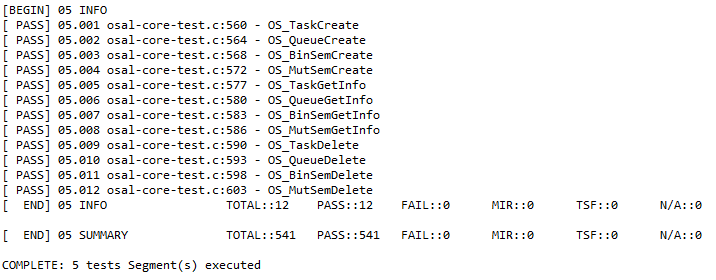 [BEGIN] 05 INFO
[ PASS] 05.001 osal-core-test.c:560 - OS_TaskCreate
[ PASS] 05.002 osal-core-test.c:564 - OS_QueueCreate
[ PASS] 05.003 osal-core-test.c:568 - OS_BinSemCreate
[ PASS] 05.004 osal-core-test.c:572 - OS_MutSemCreate
[ PASS] 05.005 osal-core-test.c:577 - OS_TaskGetInfo
[ PASS] 05.006 osal-core-test.c:580 - OS_QueueGetInfo
[ PASS] 05.007 osal-core-test.c:583 - OS_BinSemGetInfo
[ PASS] 05.008 osal-core-test.c:586 - OS_MutSemGetInfo
[ PASS] 05.009 osal-core-test.c:590 - OS_TaskDelete
[ PASS] 05.010 osal-core-test.c:593 - OS_QueueDelete
[ PASS] 05.011 osal-core-test.c:598 - OS_BinSemDelete
[ PASS] 05.012 osal-core-test.c:603 - OS_MutSemDelete
[  END] 05 INFO                 TOTAL::12    PASS::12    FAIL::0      MIR::0      TSF::0      N/A::0
[  END] 05 SUMMARY              TOTAL::541   PASS::541   FAIL::0      MIR::0      TSF::0      N/A::0
COMPLETE: 5 tests Segment(s) executed